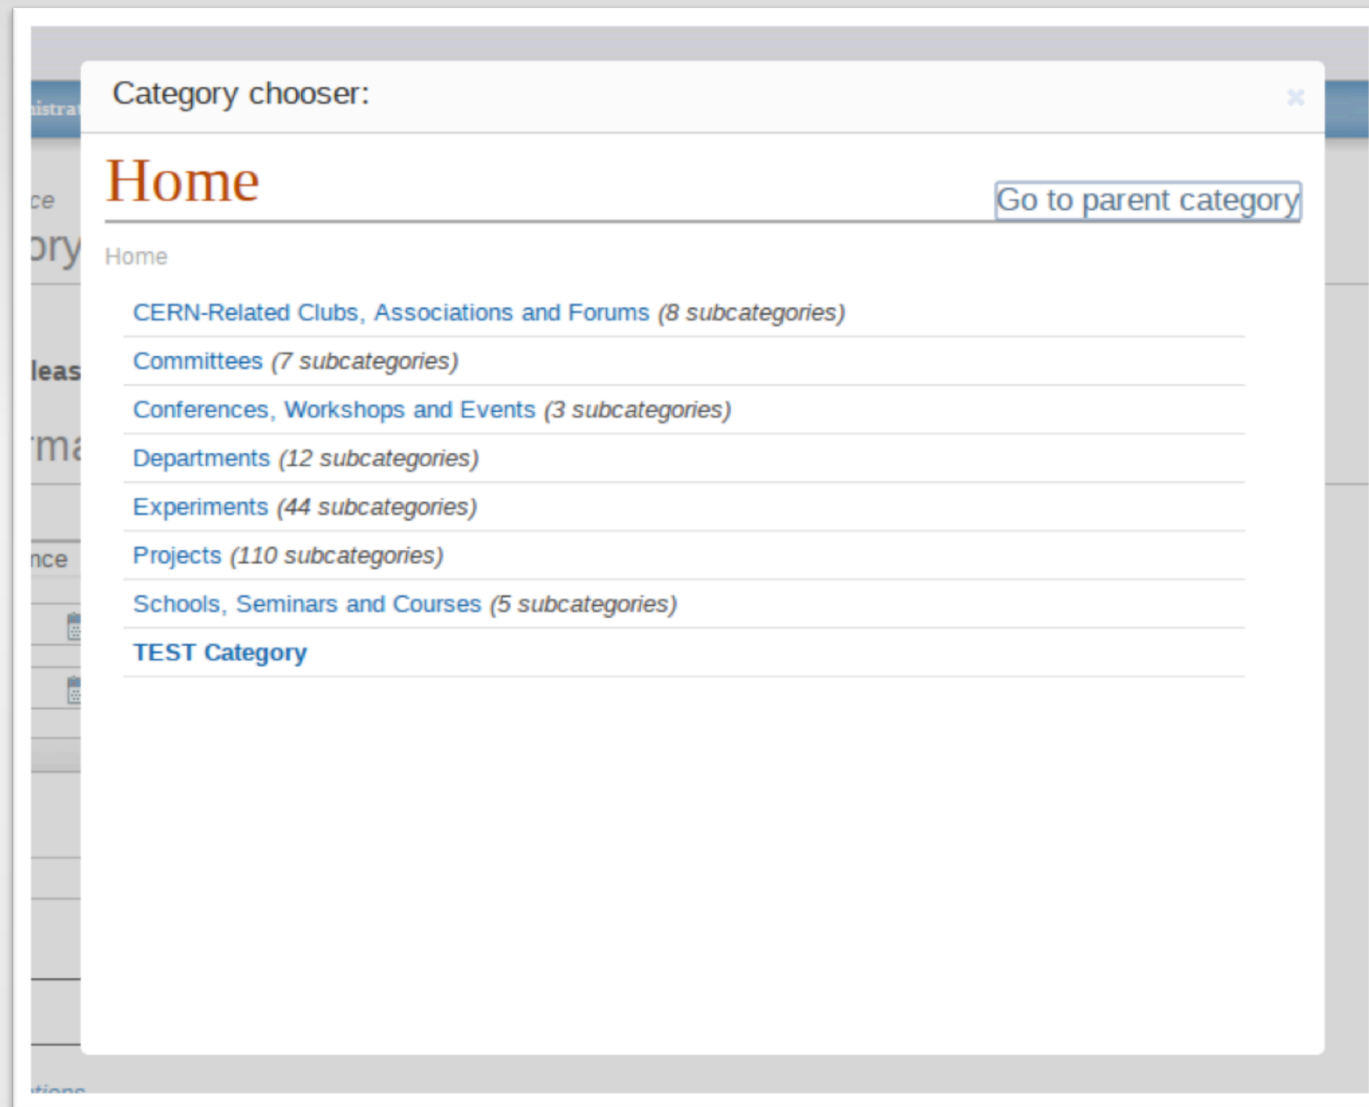 Category chooser:
Home
Go to parent category
Home
CERN-Related Clubs, Associations and Forums (8 subcategories)
Committees (7 subcategories)
Conferences, Workshops and Events (3 subcategories)
Departments (12 subcategories)
Experiments (44 subcategories)
Projects (110 subcategories)
Schools, Seminars and Courses (5 subcategories)
TEST Category